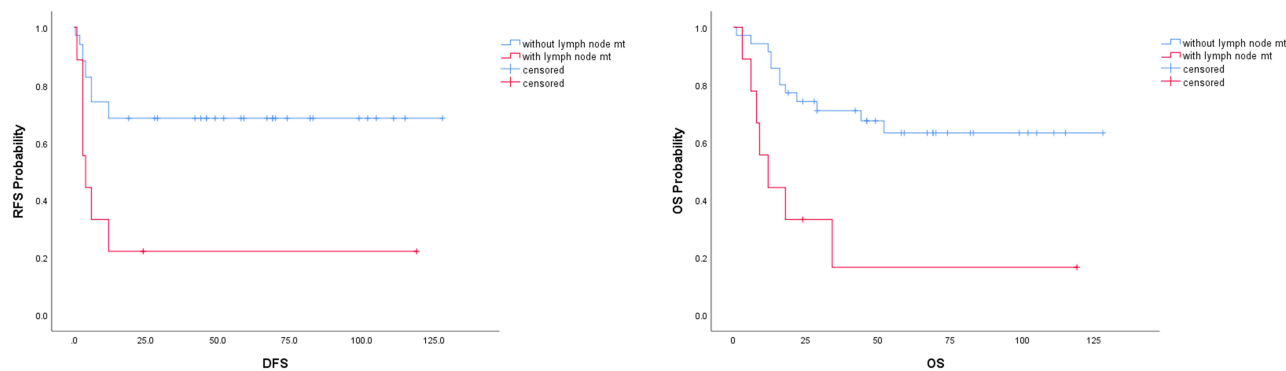 RFS Probability
1.0
0.8
0.6
0.4
0.2
0.0
.0 25.0 50.0 75.0 100.0 125.0
DFS
without lymph node mt
with lymph node mt
censored
censored
OS Probability
1.0
0.8
0.6
0.4
0.2
0.0
0 25 50 75 100 125
OS
without lymph node mt
with lymph node mt
censored
censored